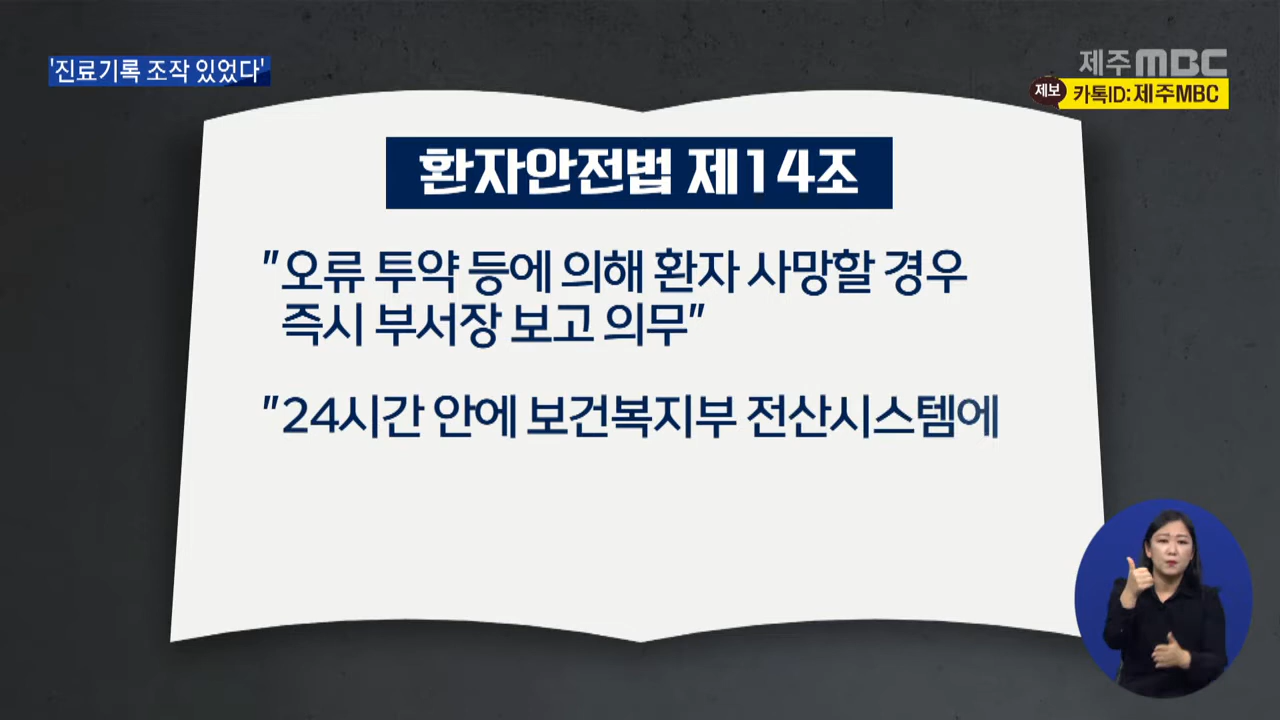 '진료기록 조작 있었다'
제주MBC
제보 카톡ID:제주MBC
환자안전법 제14조
"오류 투약 등에 의해 환자 사망할 경우
즉시 부서장 보고 의무"
"24시간 안에 보건복지부 전산시스템에